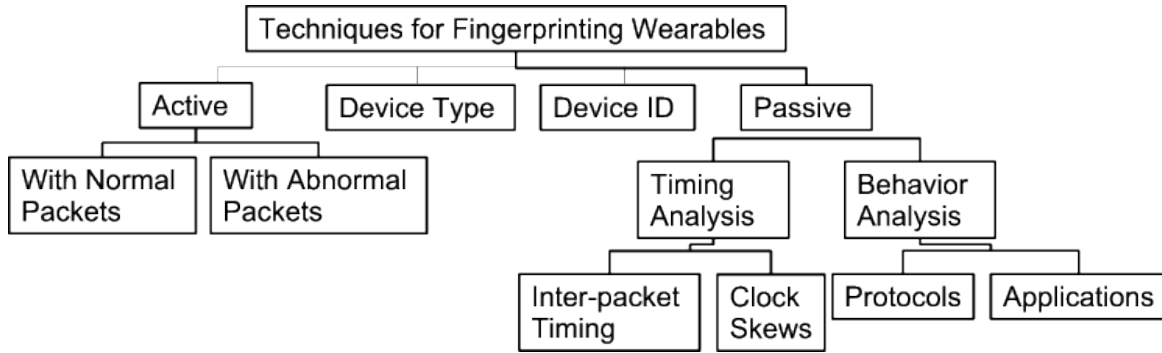 Techniques for Fingerprinting Wearables
Active
Device Type
Device ID
Passive
With Normal
Packets
With Abnormal
Packets
Timing
Analysis
Behavior
Analysis
Inter-packet
Timing
Clock
Skews
Protocols
Applications